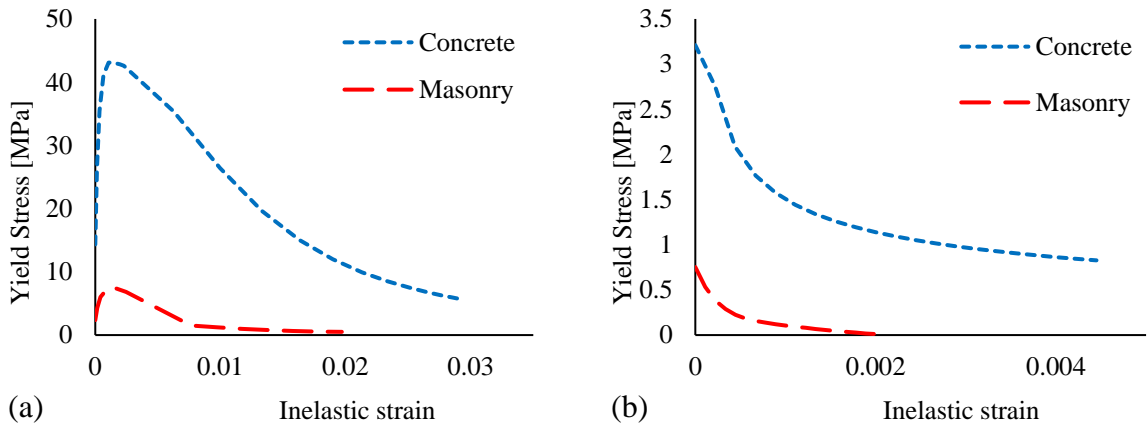 Yield Stress [MPa]
50
40
30
20
10
0
Concrete
Masonry
0
0.01
0.02
0.03
Inelastic strain
(a)
Yield Stress [MPa]
3.5
3
2.5
2
1.5
1
0.5
0
Concrete
Masonry
0
0.002
0.004
Inelastic strain
(b)